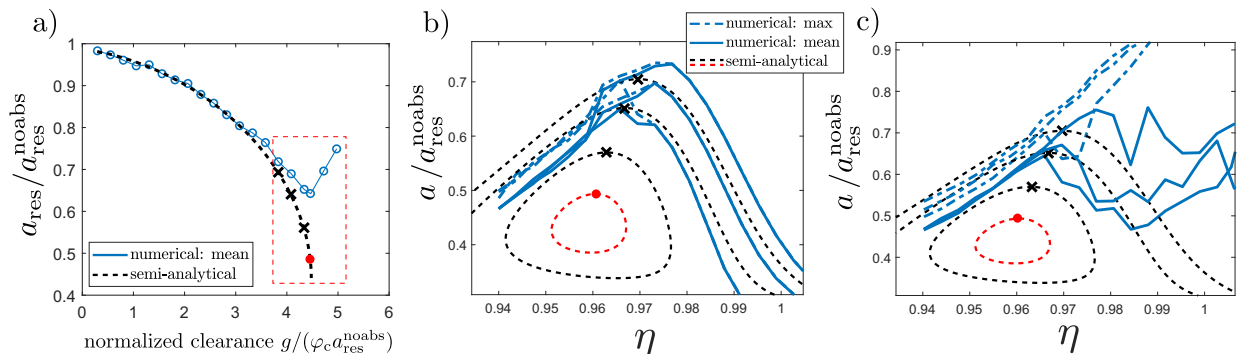 a)
1
0.9
0.8
0.7
0.6
0.5
0.4
a_res/a_res^noabs
numerical: mean
semi-analytical
0 1 2 3 4 5 6
normalized clearance g/(φ_c a_res^noabs)
b)
numerical: max
numerical: mean
semi-analytical
0.7
0.6
0.5
0.4
a/a_res^noabs
0.94 0.95 0.96 0.97 0.98 0.99 1
η
c)
0.9
0.8
0.7
0.6
0.5
0.4
a/a_res^noabs
0.94 0.95 0.96 0.97 0.98 0.99 1
η